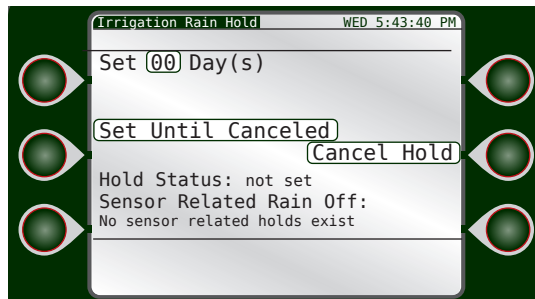 Irrigation Rain Hold WED 5:43:40 PM
Set 00 Day(s)
Set Until Canceled
Cancel Hold
Hold Status: not set
Sensor Related Rain Off:
No sensor related holds exist